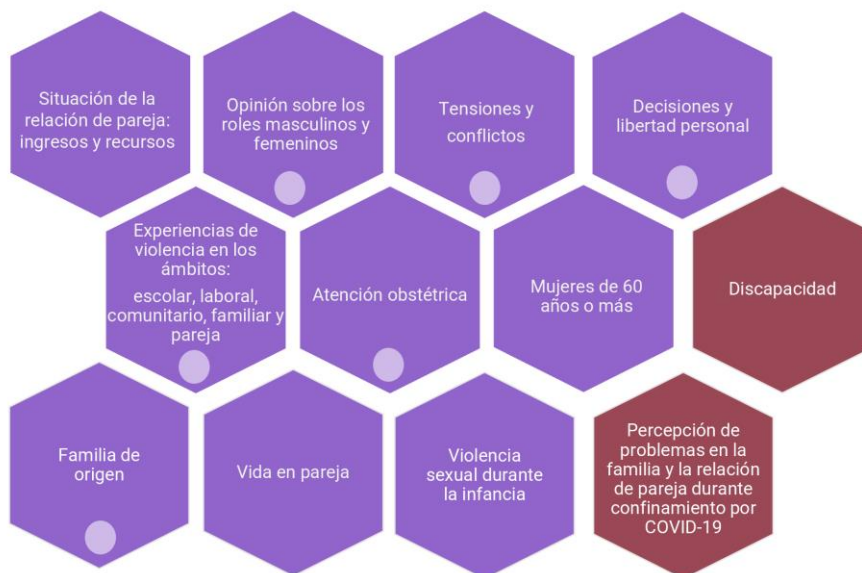 Situación de la
relación de pareja:
ingresos y recursos
Opinión sobre los
roles masculinos y
femeninos
Tensiones y
conflictos
Decisiones y
libertad personal
Experiencias de
violencia en los
ámbitos:
escolar, laboral,
comunitario, familiar y
pareja
Atención obstétrica
Mujeres de 60
años o más
Discapacidad
Familia de
origen
Vida en pareja
Violencia
sexual durante
la infancia
Percepción de
problemas en la
familia y la relación
de pareja durante
confinamiento por
COVID-19